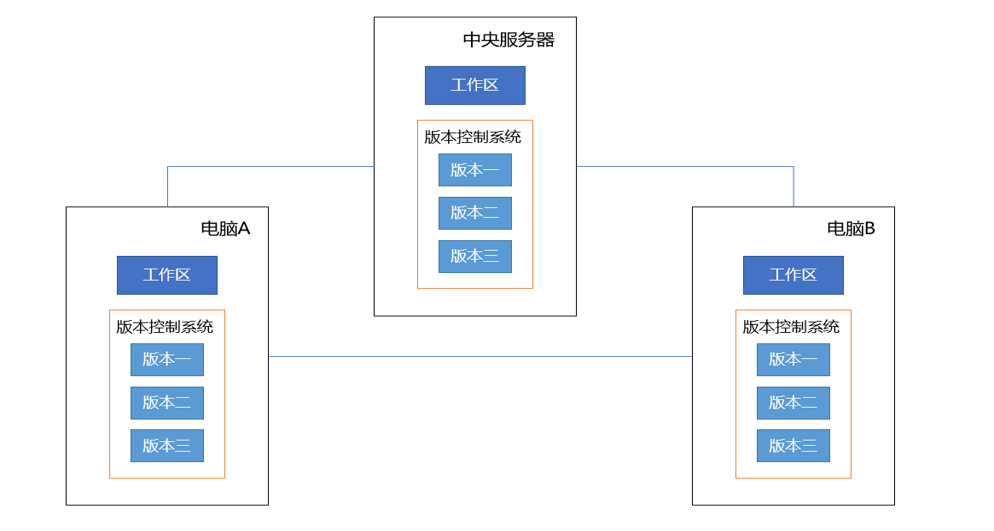 中央服务器
工作区
版本控制系统
版本一
版本二
版本三
电脑A
工作区
版本控制系统
版本一
版本二
版本三
电脑B
工作区
版本控制系统
版本一
版本二
版本三